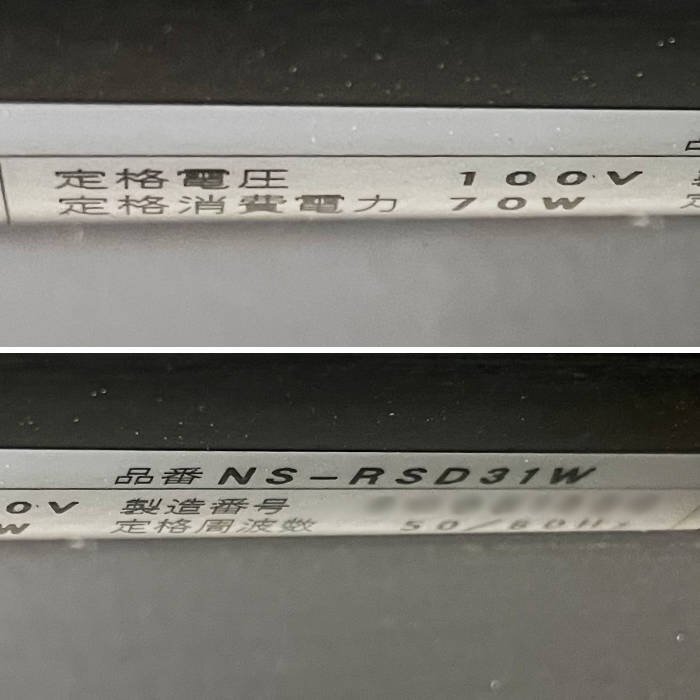 定格電圧 100V
定格消費電力 70W
品番 NS-RSD31W
0V 製造番号
W 定格周波数 50/60Hz